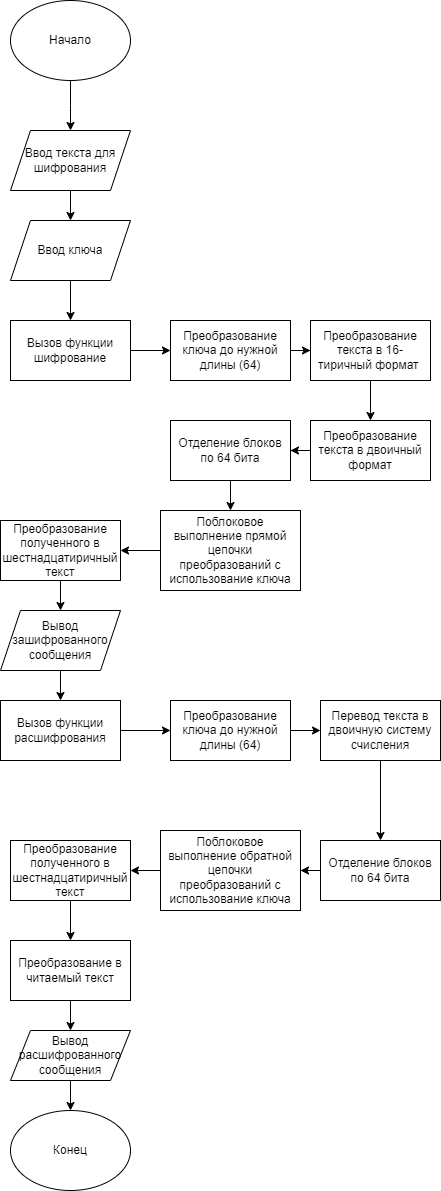 Начало
Ввод текста для
шифрования
Ввод ключа
Вызов функции
шифрование
Преобразование
ключа до нужной
длины (64)
Преобразование
текста в 16-
тиричный формат
Преобразование
текста в двоичный
формат
Отделение блоков
по 64 бита
Поблоковое
выполнение прямой
цепочки
преобразований с
использование ключа
Преобразование
полученного в
шестнадцатиричный
текст
Вывод
зашифрованного
сообщения
Вызов функции
расшифрования
Преобразование
ключа до нужной
длины (64)
Перевод текста в
двоичную систему
счисления
Отделение блоков
по 64 бита
Поблоковое
выполнение обратной
цепочки
преобразований с
использование ключа
Преобразование
полученного в
шестнадцатиричный
текст
Преобразование в
читаемый текст
Вывод
расшифрованного
сообщения
Конец